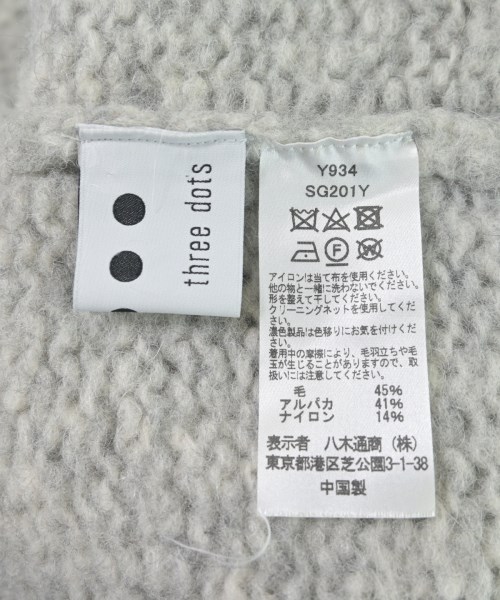 three dots
Y934
SG201Y
F
W
アイロンは当て布を使用ください。
他の物と一緒に洗わないでください。
形を整えて干してください。
クリーニングネットを使用してくだ
さい。
濃色製品は色移りにお気を付けくだ
さい。
着用中の摩擦により、毛羽立ちや毛
玉が生じることがありますので、取
扱いには注意してください。
毛 45%
アルパカ 41%
ナイロン 14%
表示者 八木通商（株）
東京都港区芝公園3-1-38
中国製